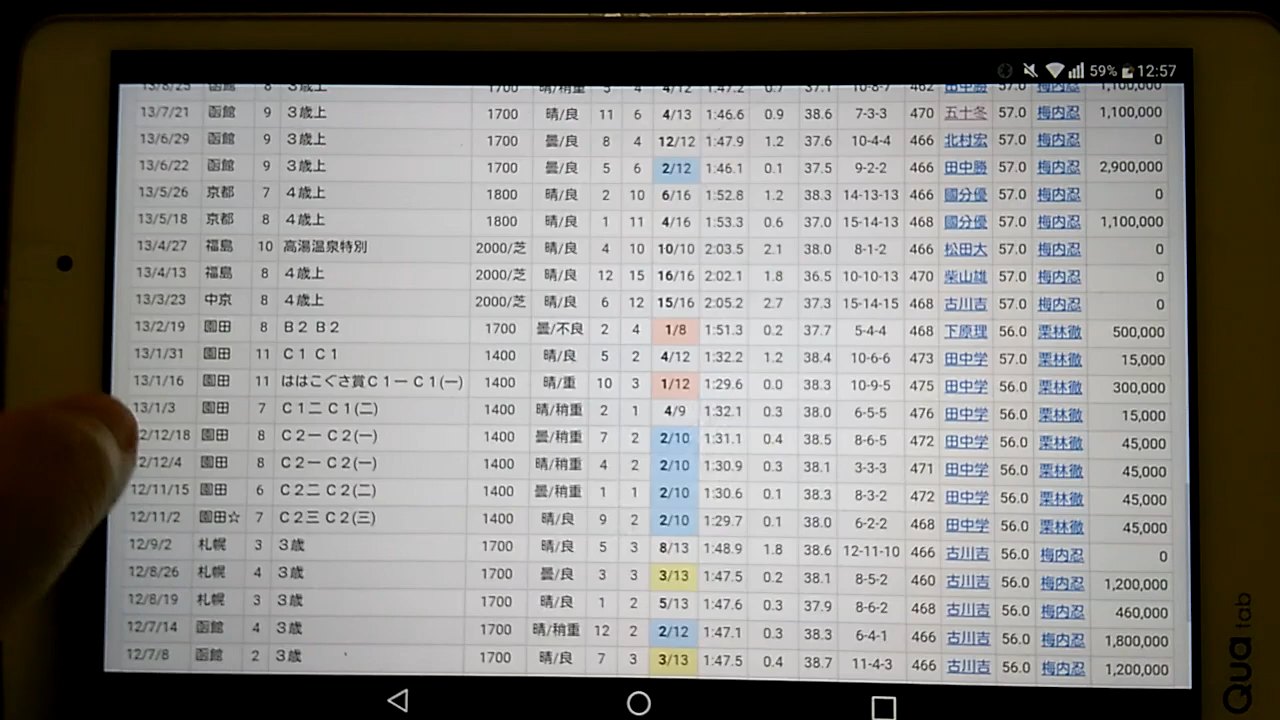 59% 12:57
13/8/25 函館 8 ３歳上 1700 晴/稍重 5 4 4/12 1:47.2 0.7 37.1 10-8-7 462 田中勝 57.0 梅内忍 1,100,000
13/7/21 函館 9 ３歳上 1700 晴/良 11 6 4/13 1:46.6 0.9 38.6 7-3-3 470 五十冬 57.0 梅内忍 1,100,000
13/6/29 函館 9 ３歳上 1700 曇/良 8 4 12/12 1:47.9 1.2 37.6 10-4-4 466 北村宏 57.0 梅内忍 0
13/6/22 函館 9 ３歳上 1700 曇/良 5 6 2/12 1:46.1 0.1 37.5 9-2-2 466 田中勝 57.0 梅内忍 2,900,000
13/5/26 京都 7 ４歳上 1800 晴/良 2 10 6/16 1:52.8 1.2 38.3 14-13-13 466 國分優 57.0 梅内忍 0
13/5/18 京都 8 ４歳上 1800 晴/良 1 11 4/16 1:53.3 0.6 37.0 15-14-13 468 國分優 57.0 梅内忍 1,100,000
13/4/27 福島 10 高湯温泉特別 2000/芝 晴/良 4 10 10/10 2:03.5 2.1 38.0 8-1-2 466 松田大 57.0 梅内忍 0
13/4/13 福島 8 ４歳上 2000/芝 晴/良 12 15 16/16 2:02.1 1.8 36.5 10-10-13 470 柴山雄 57.0 梅内忍 0
13/3/23 中京 8 ４歳上 2000/芝 晴/良 6 12 15/16 2:05.2 2.7 37.3 15-14-15 468 古川吉 57.0 梅内忍 0
13/2/19 園田 8 Ｂ２ Ｂ２ 1700 曇/不良 2 4 1/8 1:51.3 0.2 37.7 5-4-4 468 下原理 56.0 栗林徹 500,000
13/1/31 園田 11 Ｃ１ Ｃ１ 1400 晴/良 5 2 4/12 1:32.2 1.2 38.4 10-6-6 473 田中学 57.0 栗林徹 15,000
13/1/16 園田 11 ははこぐさ賞Ｃ１一 Ｃ１(一) 1400 晴/重 10 3 1/12 1:29.6 0.0 38.3 10-9-5 475 田中学 56.0 栗林徹 300,000
13/1/3 園田 7 Ｃ１二 Ｃ１(二) 1400 晴/稍重 2 1 4/9 1:32.1 0.3 38.0 6-5-5 476 田中学 56.0 栗林徹 15,000
2/12/18 園田 8 Ｃ２一 Ｃ２(一) 1400 曇/稍重 7 2 2/10 1:31.1 0.4 38.5 8-6-5 472 田中学 56.0 栗林徹 45,000
12/12/4 園田 8 Ｃ２一 Ｃ２(一) 1400 晴/稍重 4 2 2/10 1:30.9 0.3 38.1 3-3-3 471 田中学 56.0 栗林徹 45,000
12/11/15 園田 6 Ｃ２二 Ｃ２(二) 1400 曇/稍重 1 1 2/10 1:30.6 0.1 38.3 8-3-2 472 田中学 56.0 栗林徹 45,000
12/11/2 園田☆ 7 Ｃ２三 Ｃ２(三) 1400 晴/良 9 2 2/10 1:29.7 0.1 38.0 6-2-2 468 田中学 56.0 栗林徹 45,000
12/9/2 札幌 3 ３歳 1700 晴/良 5 3 8/13 1:48.9 1.8 38.6 12-11-10 466 古川吉 56.0 梅内忍 0
12/8/26 札幌 4 ３歳 1700 曇/良 3 3 3/13 1:47.5 0.2 38.1 8-5-2 460 古川吉 56.0 梅内忍 1,200,000
12/8/19 札幌 3 ３歳 1700 晴/良 1 2 5/13 1:47.6 0.3 37.9 8-6-2 468 古川吉 56.0 梅内忍 460,000
12/7/14 函館 4 ３歳 1700 晴/稍重 12 2 2/12 1:47.1 0.3 38.3 6-4-1 466 古川吉 56.0 梅内忍 1,800,000
12/7/8 函館 2 ３歳 1700 晴/良 7 3 3/13 1:47.5 0.4 38.7 11-4-3 466 古川吉 56.0 梅内忍 1,200,000
Qua tab